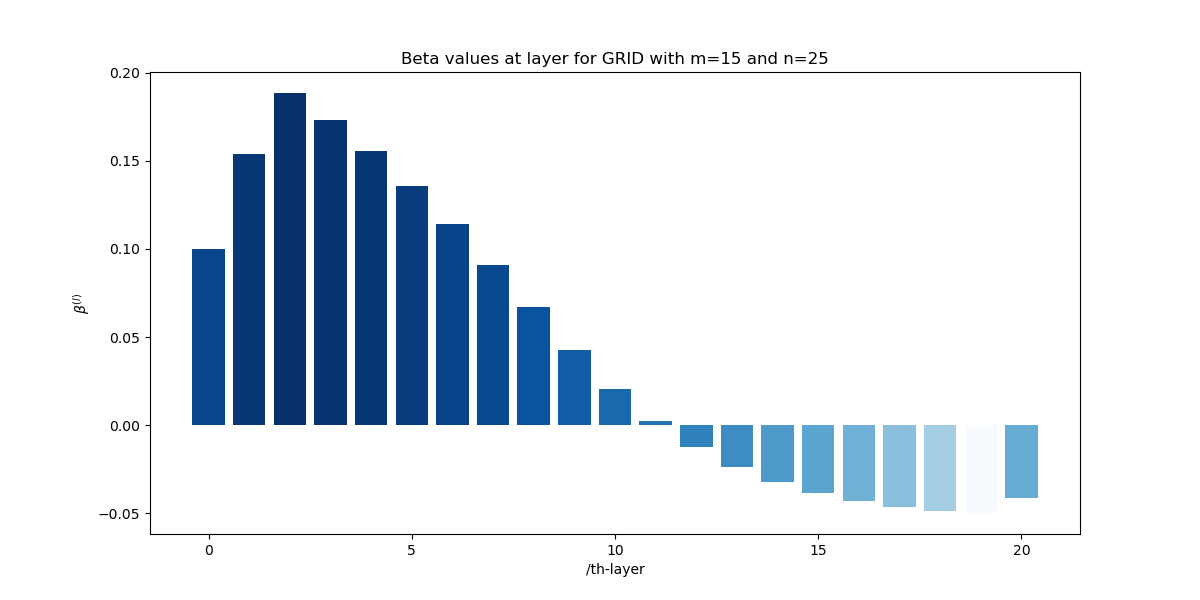 Beta values at layer for GRID with m=15 and n=25
0.20
0.15
0.10
0.05
0.00
−0.05
β^(l)
0 5 10 15 20
/th-layer